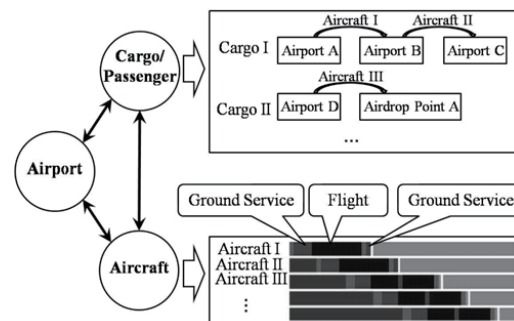 Cargo/
Passenger
Airport
Aircraft
Aircraft I
Aircraft II
Cargo I
Airport A
Airport B
Airport C
Aircraft III
Cargo II
Airport D
Airdrop Point A
...
Ground Service
Flight
Ground Service
Aircraft I
Aircraft II
Aircraft III
⋮